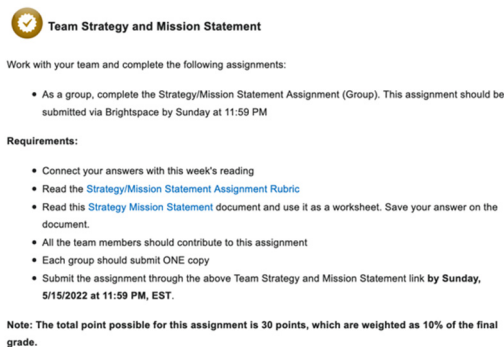 Team Strategy and Mission Statement
Work with your team and complete the following assignments:
• As a group, complete the Strategy/Mission Statement Assignment (Group). This assignment should be
submitted via Brightspace by Sunday at 11:59 PM
Requirements:
• Connect your answers with this week's reading
• Read the Strategy/Mission Statement Assignment Rubric
• Read this Strategy Mission Statement document and use it as a worksheet. Save your answer on the
document.
• All the team members should contribute to this assignment
• Each group should submit ONE copy
• Submit the assignment through the above Team Strategy and Mission Statement link by Sunday,
5/15/2022 at 11:59 PM, EST.
Note: The total point possible for this assignment is 30 points, which are weighted as 10% of the final
grade.